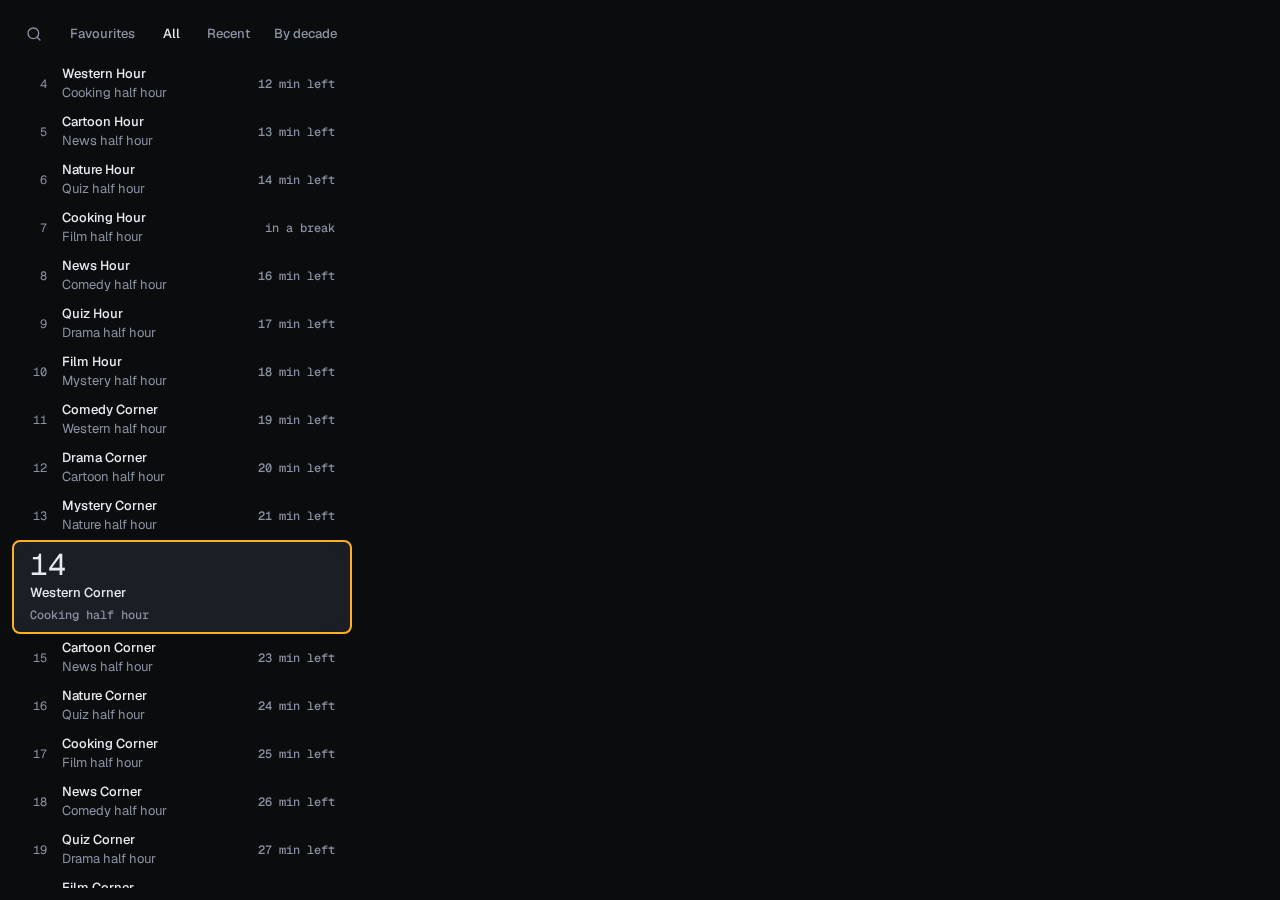 Favourites All Recent By decade
4 Western Hour 12 min left
Cooking half hour
5 Cartoon Hour 13 min left
News half hour
6 Nature Hour 14 min left
Quiz half hour
7 Cooking Hour in a break
Film half hour
8 News Hour 16 min left
Comedy half hour
9 Quiz Hour 17 min left
Drama half hour
10 Film Hour 18 min left
Mystery half hour
11 Comedy Corner 19 min left
Western half hour
12 Drama Corner 20 min left
Cartoon half hour
13 Mystery Corner 21 min left
Nature half hour
14
Western Corner
Cooking half hour
15 Cartoon Corner 23 min left
News half hour
16 Nature Corner 24 min left
Quiz half hour
17 Cooking Corner 25 min left
Film half hour
18 News Corner 26 min left
Comedy half hour
19 Quiz Corner 27 min left
Drama half hour
Film Corner